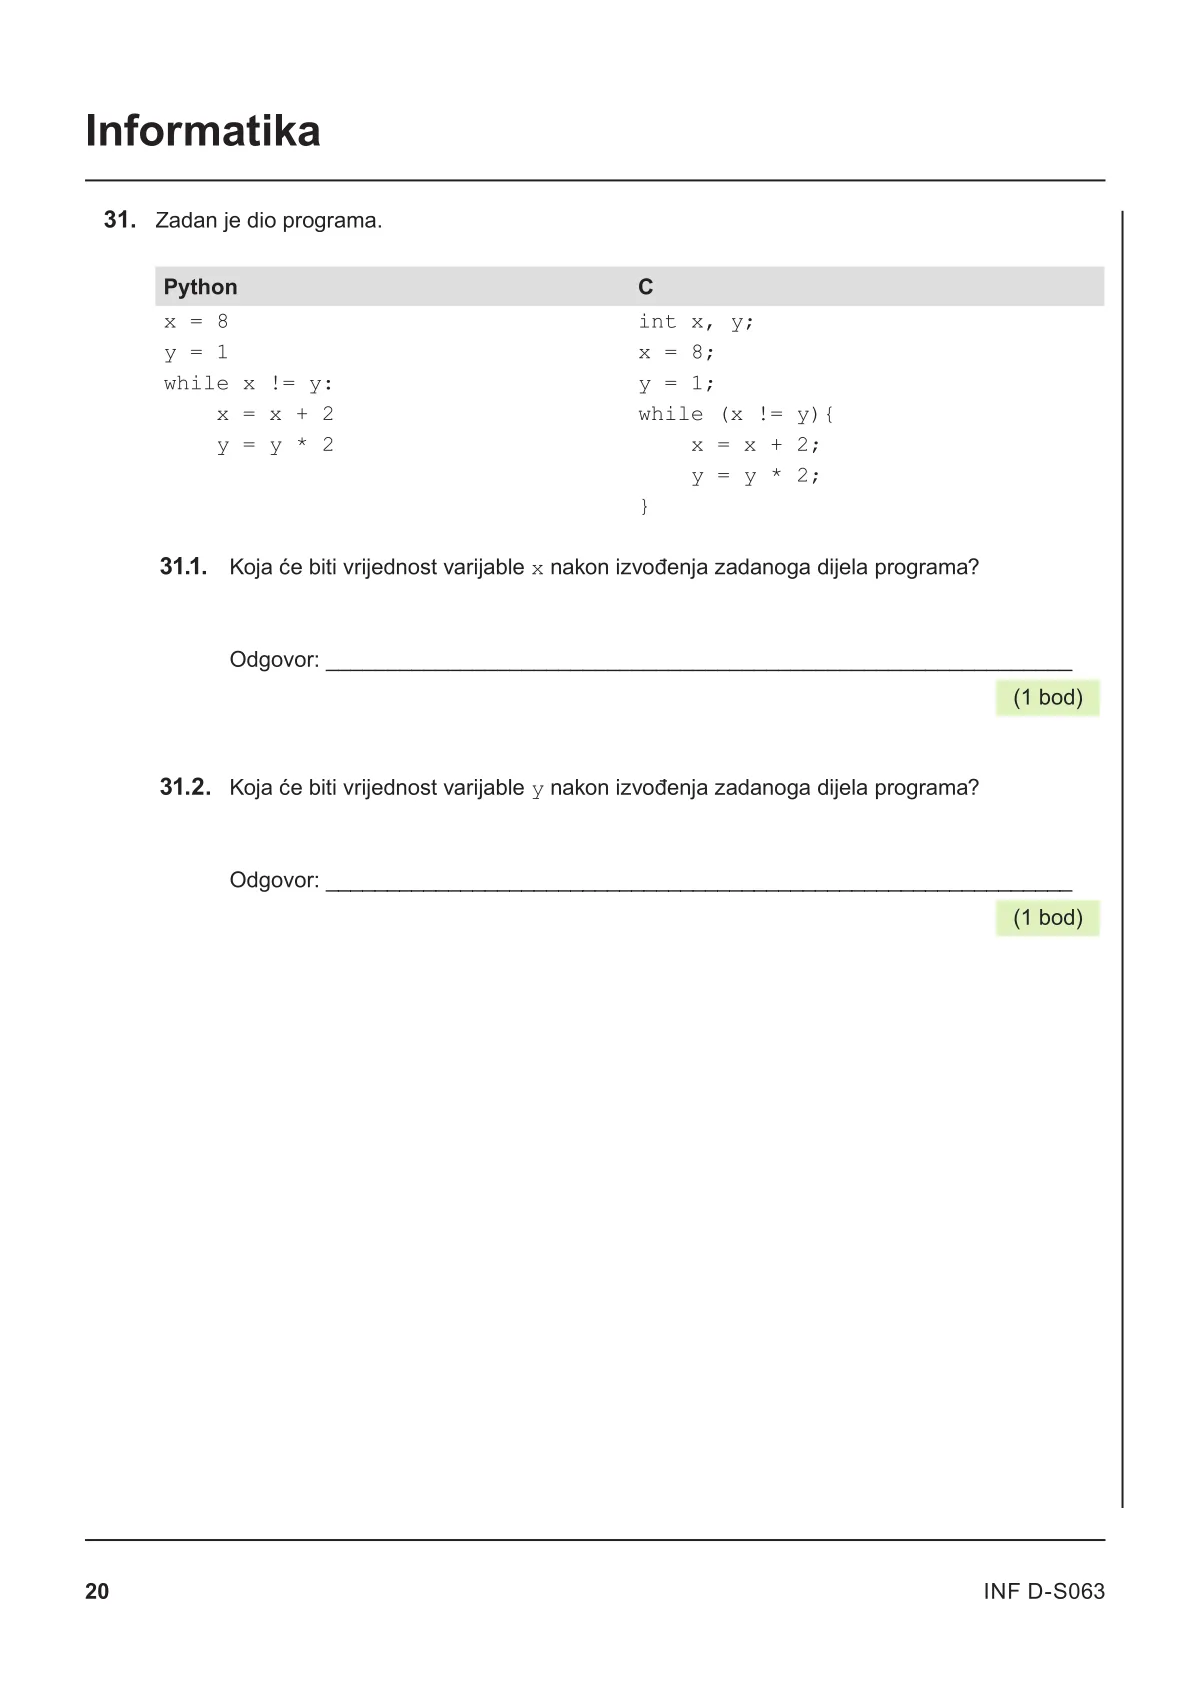 Informatika
31. Zadan je dio programa.
Python C
x = 8 int x, y;
y = 1 x = 8;
while x != y: y = 1;
    x = x + 2 while (x != y){
    y = y * 2     x = x + 2;
    y = y * 2;
}
31.1. Koja će biti vrijednost varijable x nakon izvođenja zadanoga dijela programa?
Odgovor: ______________________________________________________________
(1 bod)
31.2. Koja će biti vrijednost varijable y nakon izvođenja zadanoga dijela programa?
Odgovor: ______________________________________________________________
(1 bod)
20 INF D-S063